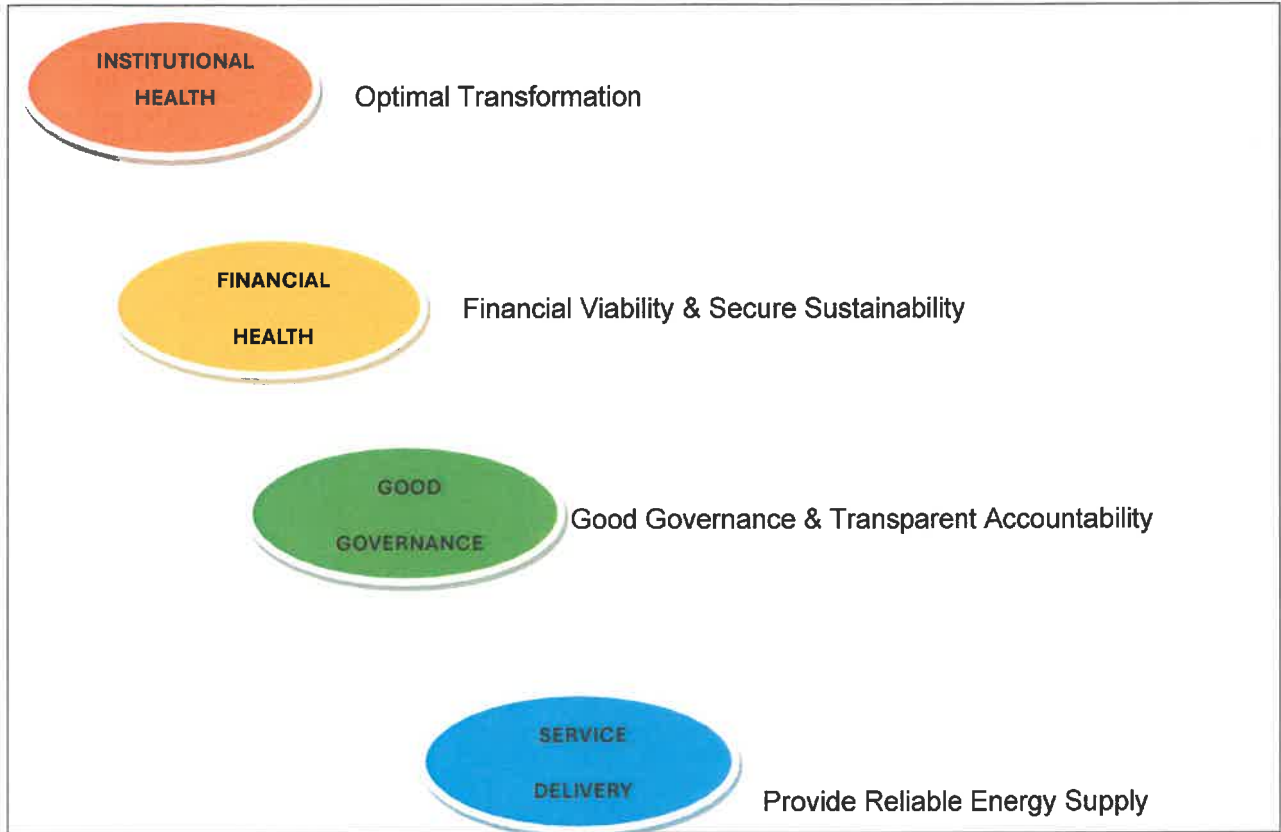 INSTITUTIONAL
HEALTH
Optimal Transformation
FINANCIAL
HEALTH
Financial Viability & Secure Sustainability
GOOD
GOVERNANCE
Good Governance & Transparent Accountability
SERVICE
DELIVERY
Provide Reliable Energy Supply